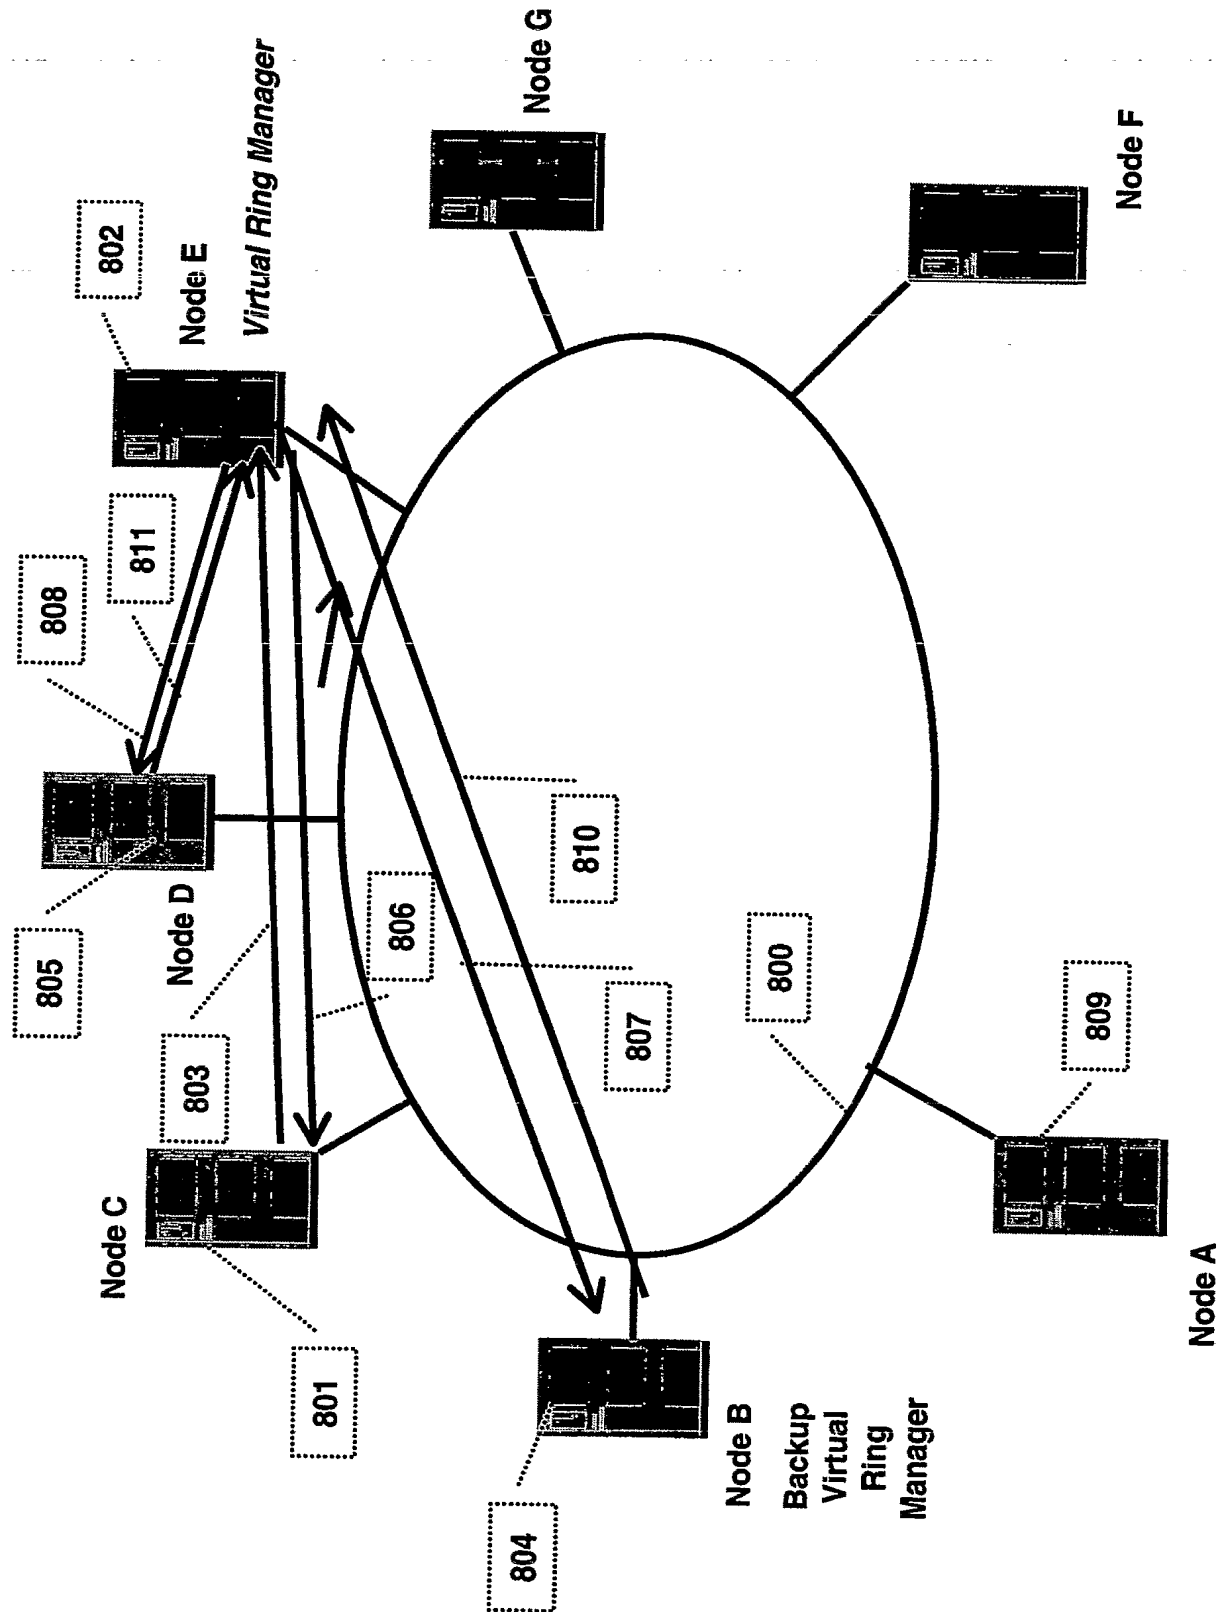 802
Node E
Virtual Ring Manager
Node G
Node F
808
811
805
Node D
803
806
810
807
800
809
Node C
801
804
Node B
Backup
Virtual
Ring
Manager
Node A